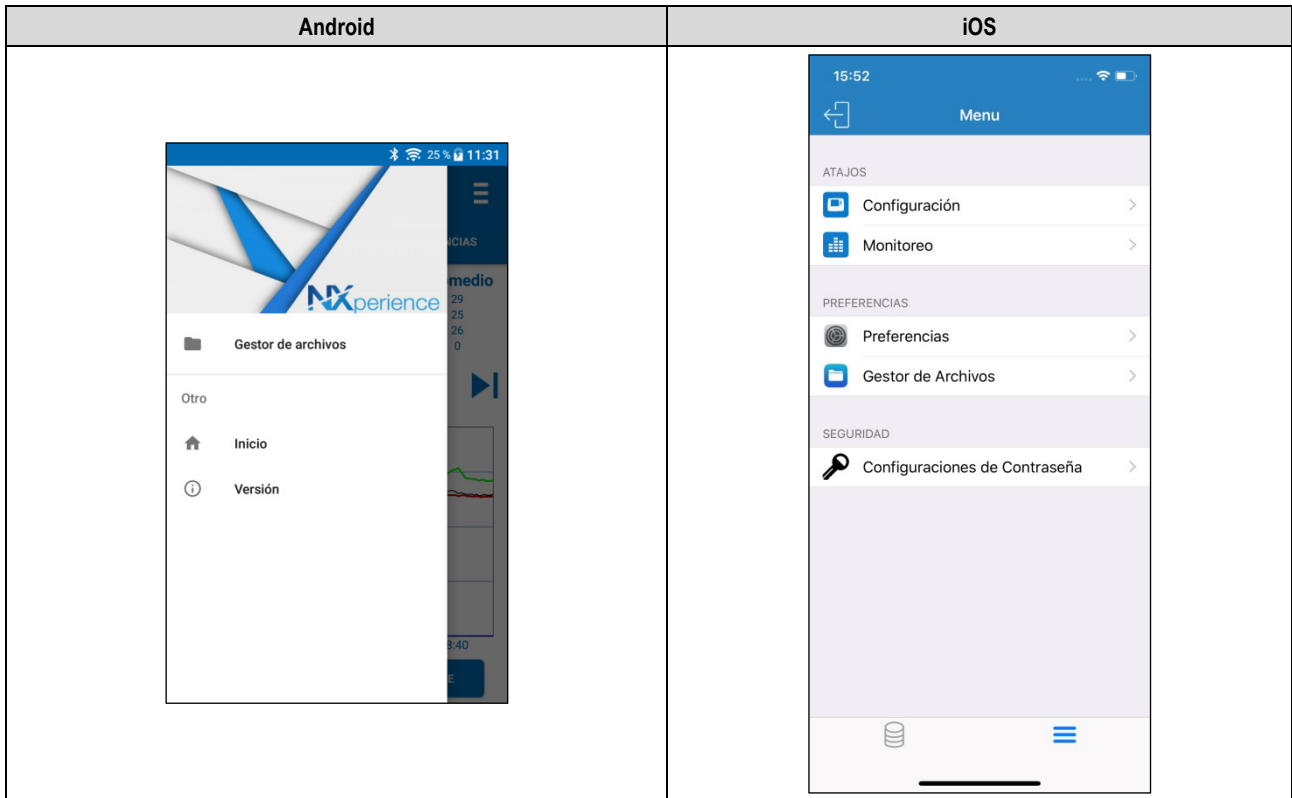 Android
iOS
11:31
25 %
NCIAS
medio
29
25
26
0
NXperience
Gestor de archivos
Otro
Inicio
Versión
8:40
E
15:52
Menu
ATAJOS
Configuración
Monitoreo
PREFERENCIAS
Preferencias
Gestor de Archivos
SEGURIDAD
Configuraciones de Contraseña